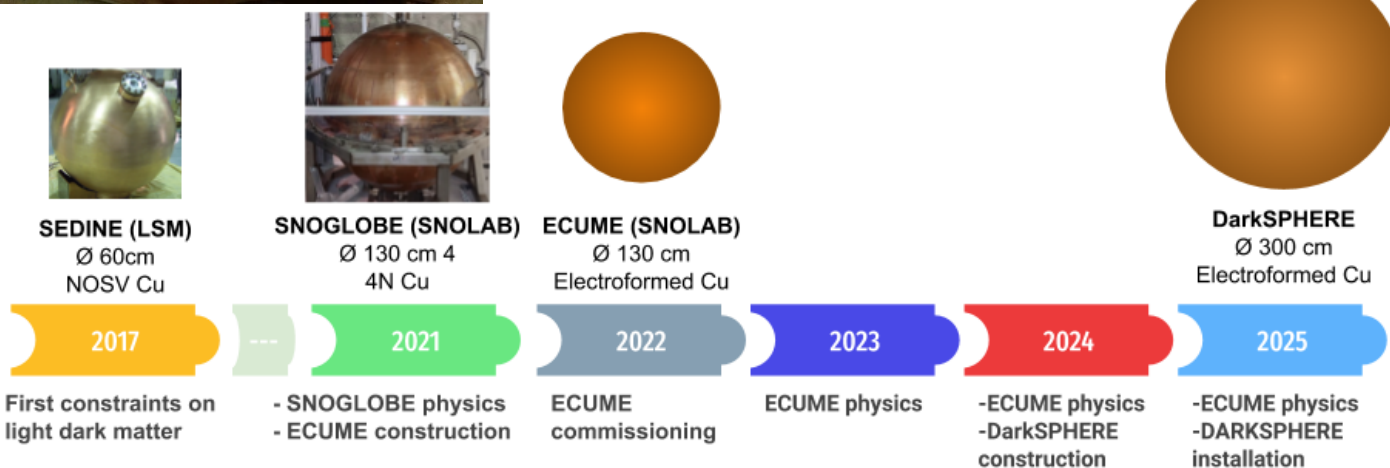 SEDINE (LSM)
Ø 60cm
NOSV Cu
SNOGLOBE (SNOLAB)
Ø 130 cm 4
4N Cu
ECUME (SNOLAB)
Ø 130 cm
Electroformed Cu
DarkSPHERE
Ø 300 cm
Electroformed Cu
2017
---
2021
2022
2023
2024
2025
First constraints on
light dark matter
- SNOGLOBE physics
- ECUME construction
ECUME
commissioning
ECUME physics
-ECUME physics
-DarkSPHERE
construction
-ECUME physics
-DARKSPHERE
installation